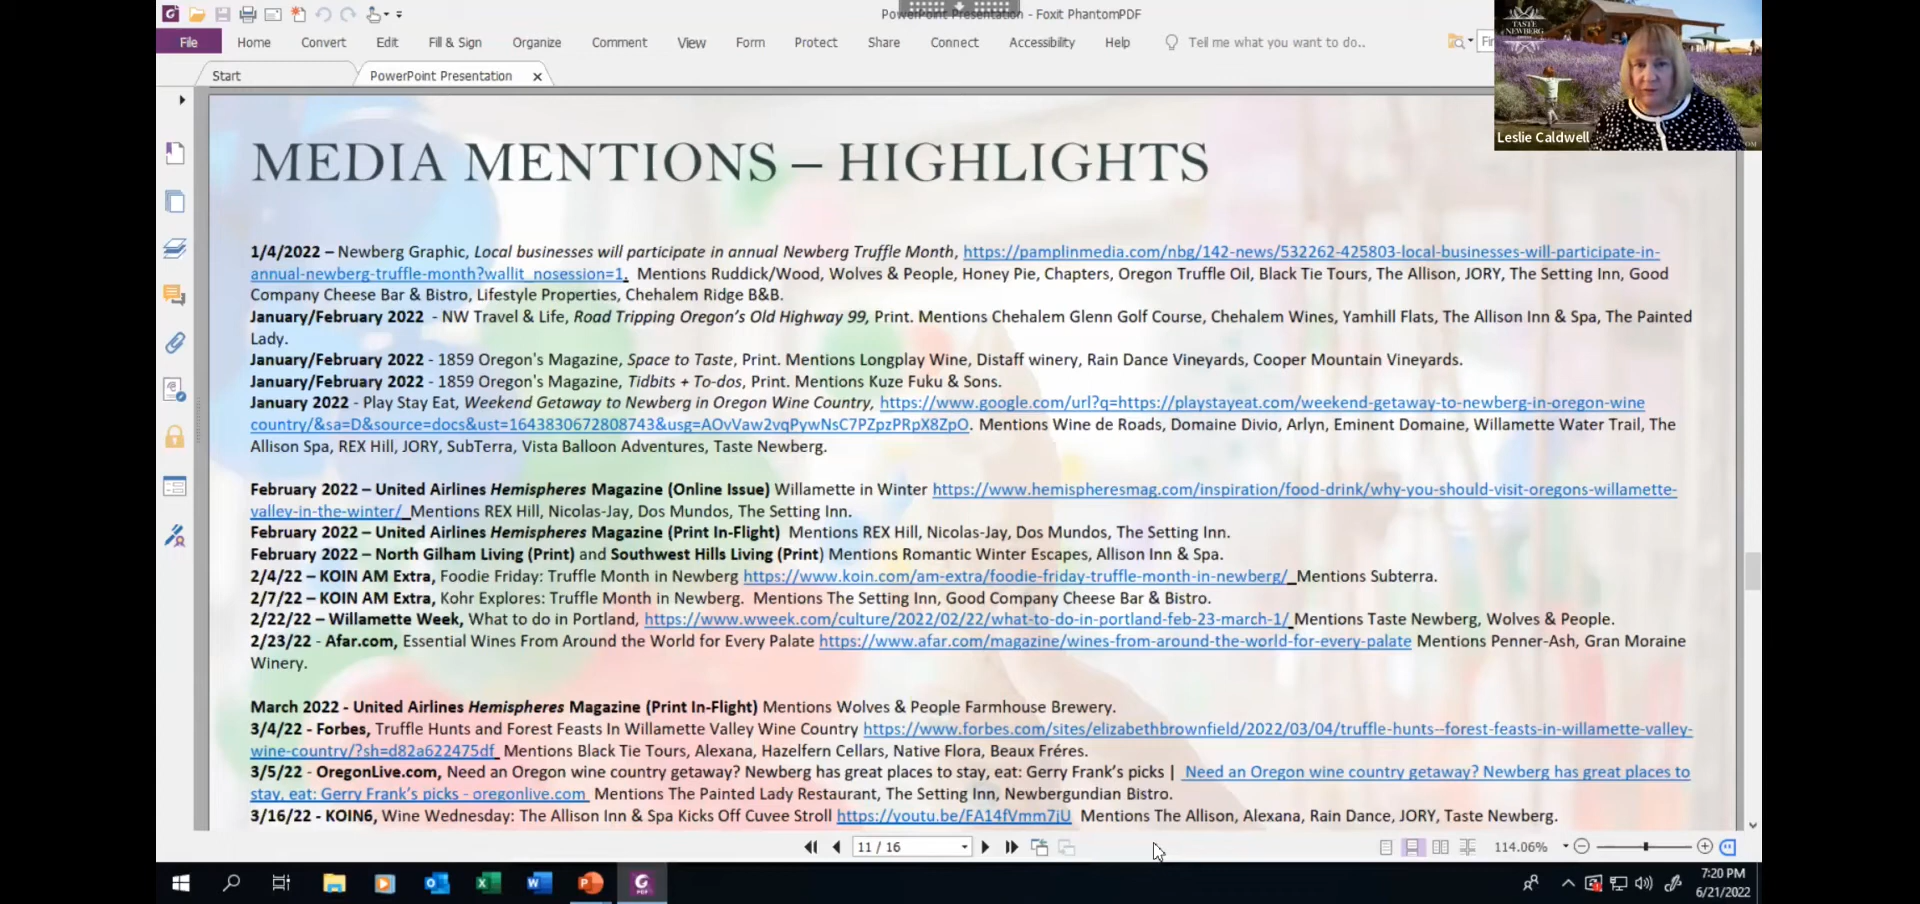 PowerPoint Presentation - Foxit PhantomPDF
File Home Convert Edit Fill & Sign Organize Comment View Form Protect Share Connect Accessibility Help Tell me what you want to do..
Start PowerPoint Presentation
TASTE
NEWBERG
Leslie Caldwell
MEDIA MENTIONS – HIGHLIGHTS
1/4/2022 – Newberg Graphic, Local businesses will participate in annual Newberg Truffle Month, https://pamplinmedia.com/nbg/142-news/532262-425803-local-businesses-will-participate-in-
annual-newberg-truffle-month?wallit_nosession=1. Mentions Ruddick/Wood, Wolves & People, Honey Pie, Chapters, Oregon Truffle Oil, Black Tie Tours, The Allison, JORY, The Setting Inn, Good
Company Cheese Bar & Bistro, Lifestyle Properties, Chehalem Ridge B&B.
January/February 2022 - NW Travel & Life, Road Tripping Oregon's Old Highway 99, Print. Mentions Chehalem Glenn Golf Course, Chehalem Wines, Yamhill Flats, The Allison Inn & Spa, The Painted
Lady.
January/February 2022 - 1859 Oregon's Magazine, Space to Taste, Print. Mentions Longplay Wine, Distaff winery, Rain Dance Vineyards, Cooper Mountain Vineyards.
January/February 2022 - 1859 Oregon's Magazine, Tidbits + To-dos, Print. Mentions Kuze Fuku & Sons.
January 2022 - Play Stay Eat, Weekend Getaway to Newberg in Oregon Wine Country, https://www.google.com/url?q=https://playstayeat.com/weekend-getaway-to-newberg-in-oregon-wine
country/&sa=D&source=docs&ust=1643830672808743&usg=AOvVaw2vqPywNsC7PZpzPRpX8ZpO. Mentions Wine de Roads, Domaine Divio, Arlyn, Eminent Domaine, Willamette Water Trail, The
Allison Spa, REX Hill, JORY, SubTerra, Vista Balloon Adventures, Taste Newberg.
February 2022 – United Airlines Hemispheres Magazine (Online Issue) Willamette in Winter https://www.hemispheresmag.com/inspiration/food-drink/why-you-should-visit-oregons-willamette-
valley-in-the-winter/ Mentions REX Hill, Nicolas-Jay, Dos Mundos, The Setting Inn.
February 2022 – United Airlines Hemispheres Magazine (Print In-Flight) Mentions REX Hill, Nicolas-Jay, Dos Mundos, The Setting Inn.
February 2022 – North Gilham Living (Print) and Southwest Hills Living (Print) Mentions Romantic Winter Escapes, Allison Inn & Spa.
2/4/22 – KOIN AM Extra, Foodie Friday: Truffle Month in Newberg https://www.koin.com/am-extra/foodie-friday-truffle-month-in-newberg/ Mentions Subterra.
2/7/22 – KOIN AM Extra, Kohr Explores: Truffle Month in Newberg. Mentions The Setting Inn, Good Company Cheese Bar & Bistro.
2/22/22 – Willamette Week, What to do in Portland, https://www.wweek.com/culture/2022/02/22/what-to-do-in-portland-feb-23-march-1/ Mentions Taste Newberg, Wolves & People.
2/23/22 - Afar.com, Essential Wines From Around the World for Every Palate https://www.afar.com/magazine/wines-from-around-the-world-for-every-palate Mentions Penner-Ash, Gran Moraine
Winery.
March 2022 - United Airlines Hemispheres Magazine (Print In-Flight) Mentions Wolves & People Farmhouse Brewery.
3/4/22 - Forbes, Truffle Hunts and Forest Feasts In Willamette Valley Wine Country https://www.forbes.com/sites/elizabethbrownfield/2022/03/04/truffle-hunts--forest-feasts-in-willamette-valley-
wine-country/?sh=d82a622475df Mentions Black Tie Tours, Alexana, Hazelfern Cellars, Native Flora, Beaux Fréres.
3/5/22 - OregonLive.com, Need an Oregon wine country getaway? Newberg has great places to stay, eat: Gerry Frank's picks | Need an Oregon wine country getaway? Newberg has great places to
stay, eat: Gerry Frank's picks - oregonlive.com Mentions The Painted Lady Restaurant, The Setting Inn, Newbergundian Bistro.
3/16/22 - KOIN6, Wine Wednesday: The Allison Inn & Spa Kicks Off Cuvee Stroll https://youtu.be/FA14fVmm7iU Mentions The Allison, Alexana, Rain Dance, JORY, Taste Newberg.
11 / 16
114.06%
7:20 PM
6/21/2022